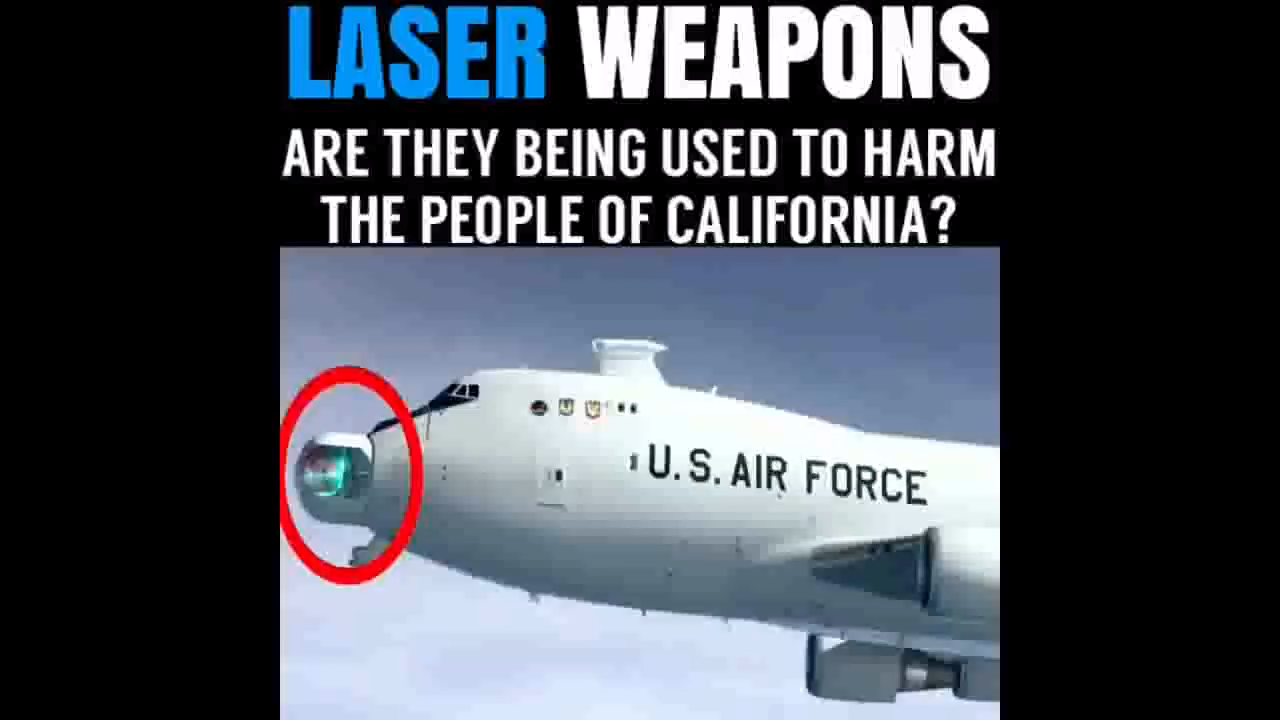 LASER WEAPONS
ARE THEY BEING USED TO HARM
THE PEOPLE OF CALIFORNIA?
U.S. AIR FORCE